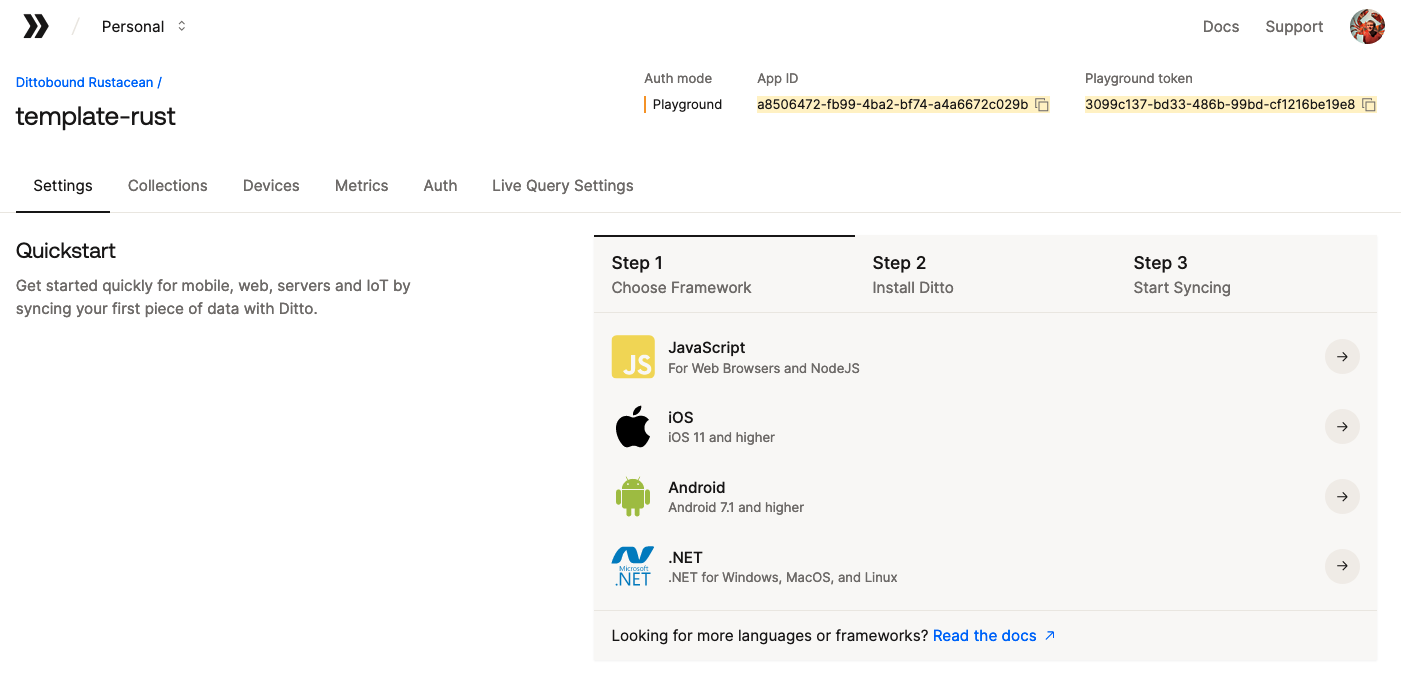 / Personal
Docs Support
Dittobound Rustacean /
template-rust
Auth mode
Playground
App ID
a8506472-fb99-4ba2-bf74-a4a6672c029b
Playground token
3099c137-bd33-486b-99bd-cf1216be19e8
Settings Collections Devices Metrics Auth Live Query Settings
Quickstart
Get started quickly for mobile, web, servers and IoT by
syncing your first piece of data with Ditto.
Step 1
Choose Framework
Step 2
Install Ditto
Step 3
Start Syncing
JS
JavaScript
For Web Browsers and NodeJS
iOS
iOS 11 and higher
Android
Android 7.1 and higher
Microsoft
.NET
.NET
.NET for Windows, MacOS, and Linux
Looking for more languages or frameworks? Read the docs